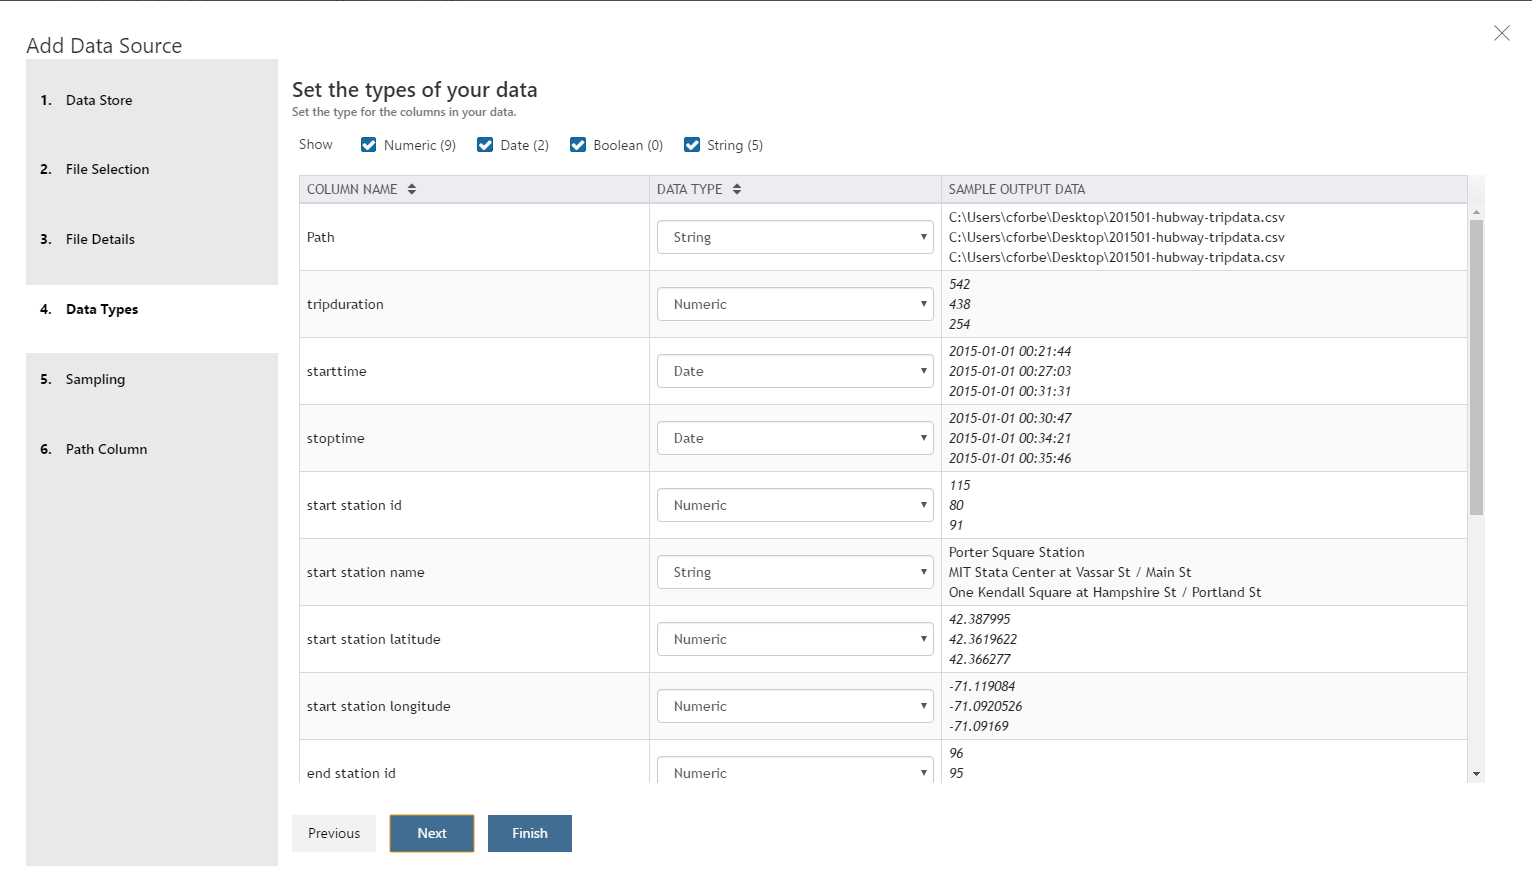 Add Data Source
1. Data Store
2. File Selection
3. File Details
4. Data Types
5. Sampling
6. Path Column
Set the types of your data
Set the type for the columns in your data.
Show Numeric (9) Date (2) Boolean (0) String (5)
COLUMN NAME DATA TYPE SAMPLE OUTPUT DATA
Path String
C:\Users\cforbe\Desktop\201501-hubway-tripdata.csv
C:\Users\cforbe\Desktop\201501-hubway-tripdata.csv
C:\Users\cforbe\Desktop\201501-hubway-tripdata.csv
tripduration Numeric
542
438
254
starttime Date
2015-01-01 00:21:44
2015-01-01 00:27:03
2015-01-01 00:31:31
stoptime Date
2015-01-01 00:30:47
2015-01-01 00:34:21
2015-01-01 00:35:46
start station id Numeric
115
80
91
start station name String
Porter Square Station
MIT Stata Center at Vassar St / Main St
One Kendall Square at Hampshire St / Portland St
start station latitude Numeric
42.387995
42.3619622
42.366277
start station longitude Numeric
-71.119084
-71.0920526
-71.09169
end station id Numeric
96
95
Previous Next Finish